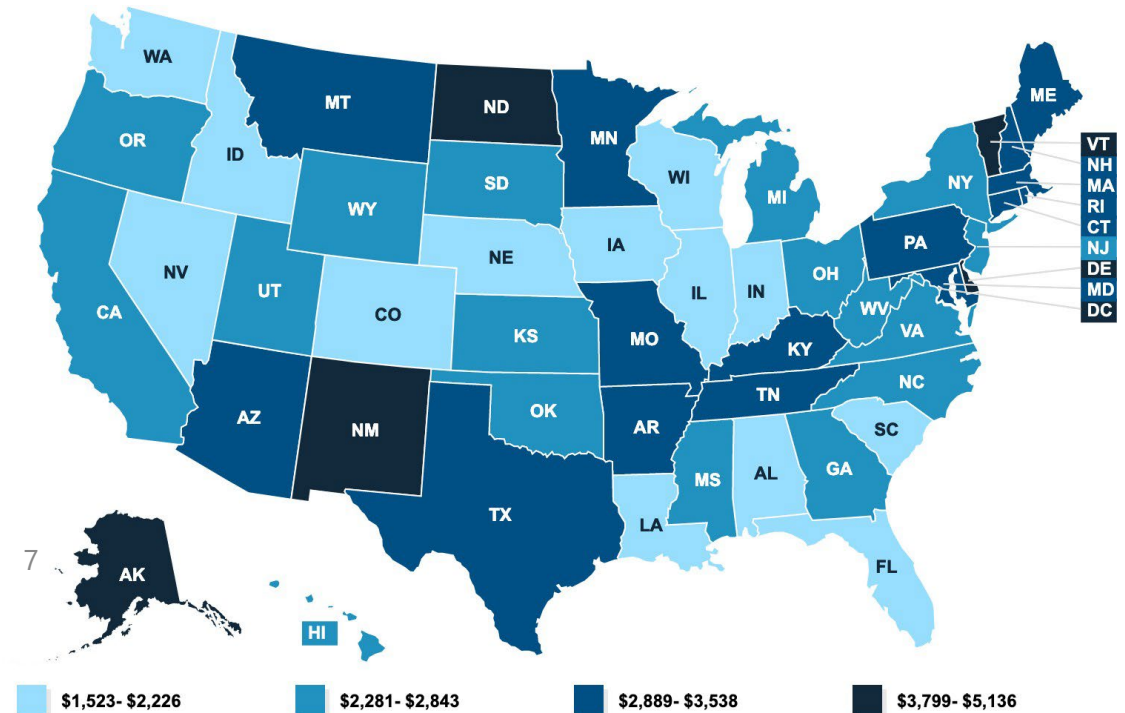 WA
MT
ND
MN
ME
OR
ID
SD
WI
MI
NY
VT
NH
MA
RI
CT
NJ
DE
MD
DC
WY
NV
UT
CO
NE
IA
IL
IN
OH
PA
WV
VA
CA
KS
MO
KY
NC
AZ
NM
OK
AR
TN
SC
TX
MS
AL
GA
LA
FL
7
AK
HI
$1,523- $2,226
$2,281- $2,843
$2,889- $3,538
$3,799- $5,136